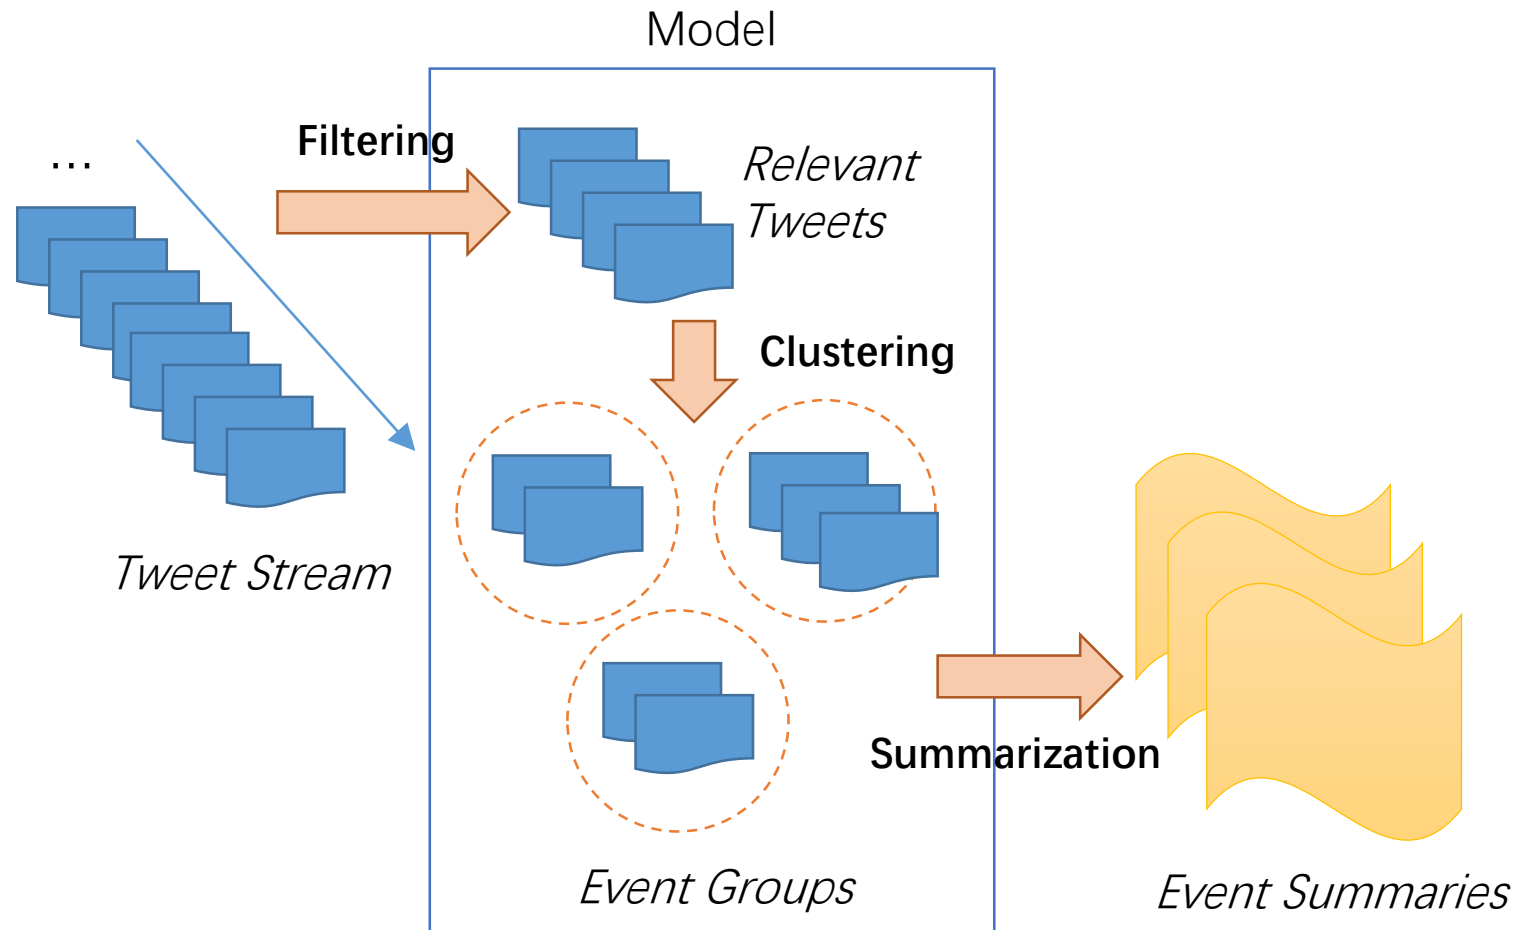 Model
Filtering
...
Relevant
Tweets
Clustering
Tweet Stream
Summarization
Event Groups
Event Summaries